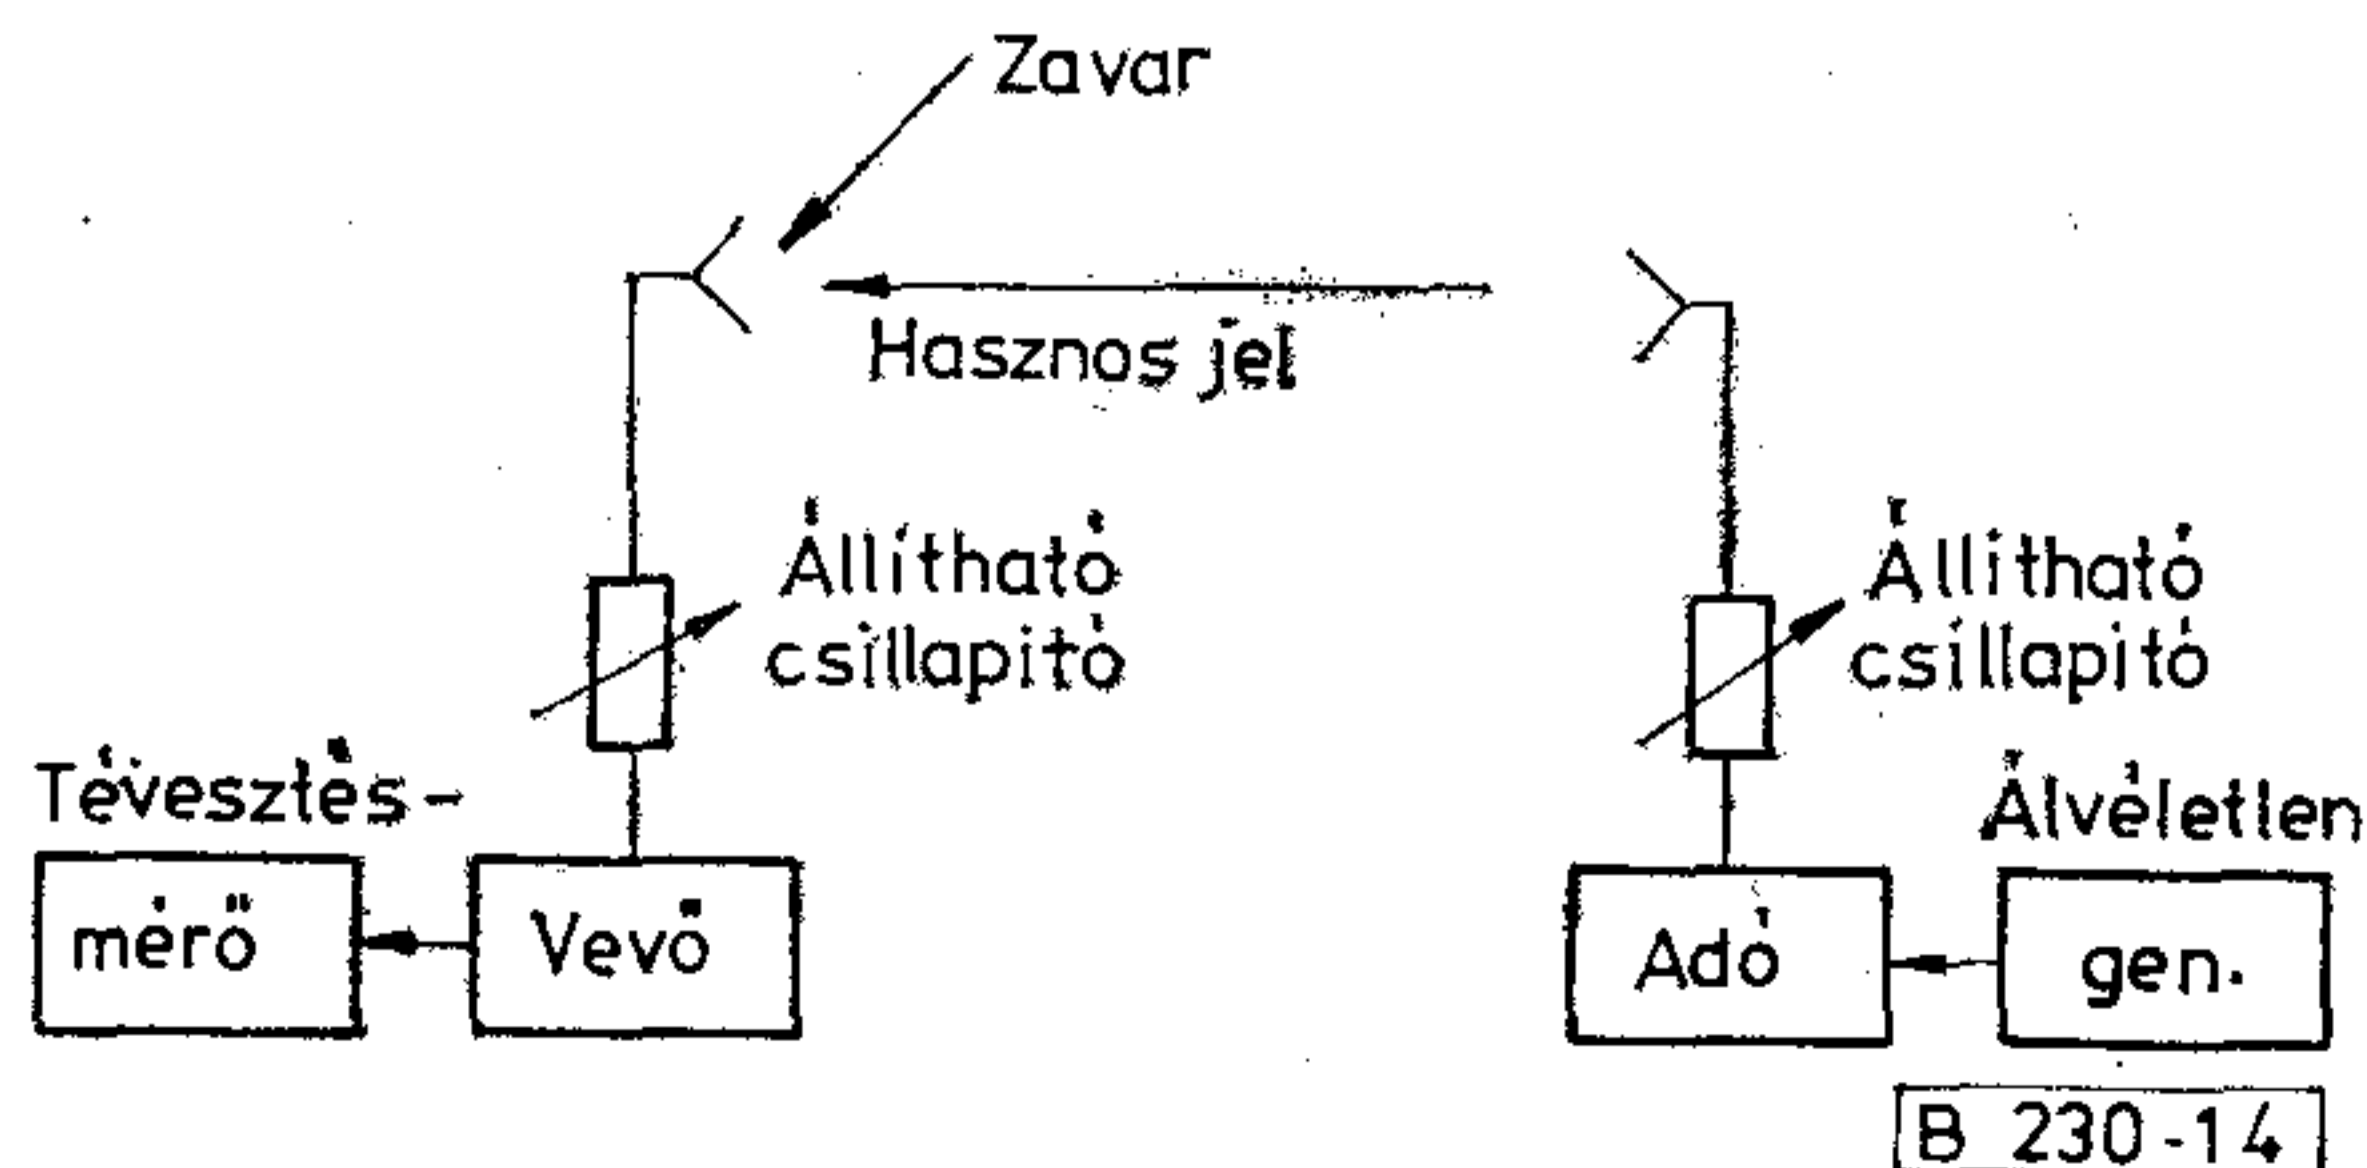 Zavar
Hasznos jel
Állítható
csillapító
Állítható
csillapító
Tévesztés-
mérő
Vevő
Adó
Álvéletlen
gen.
B 230-14